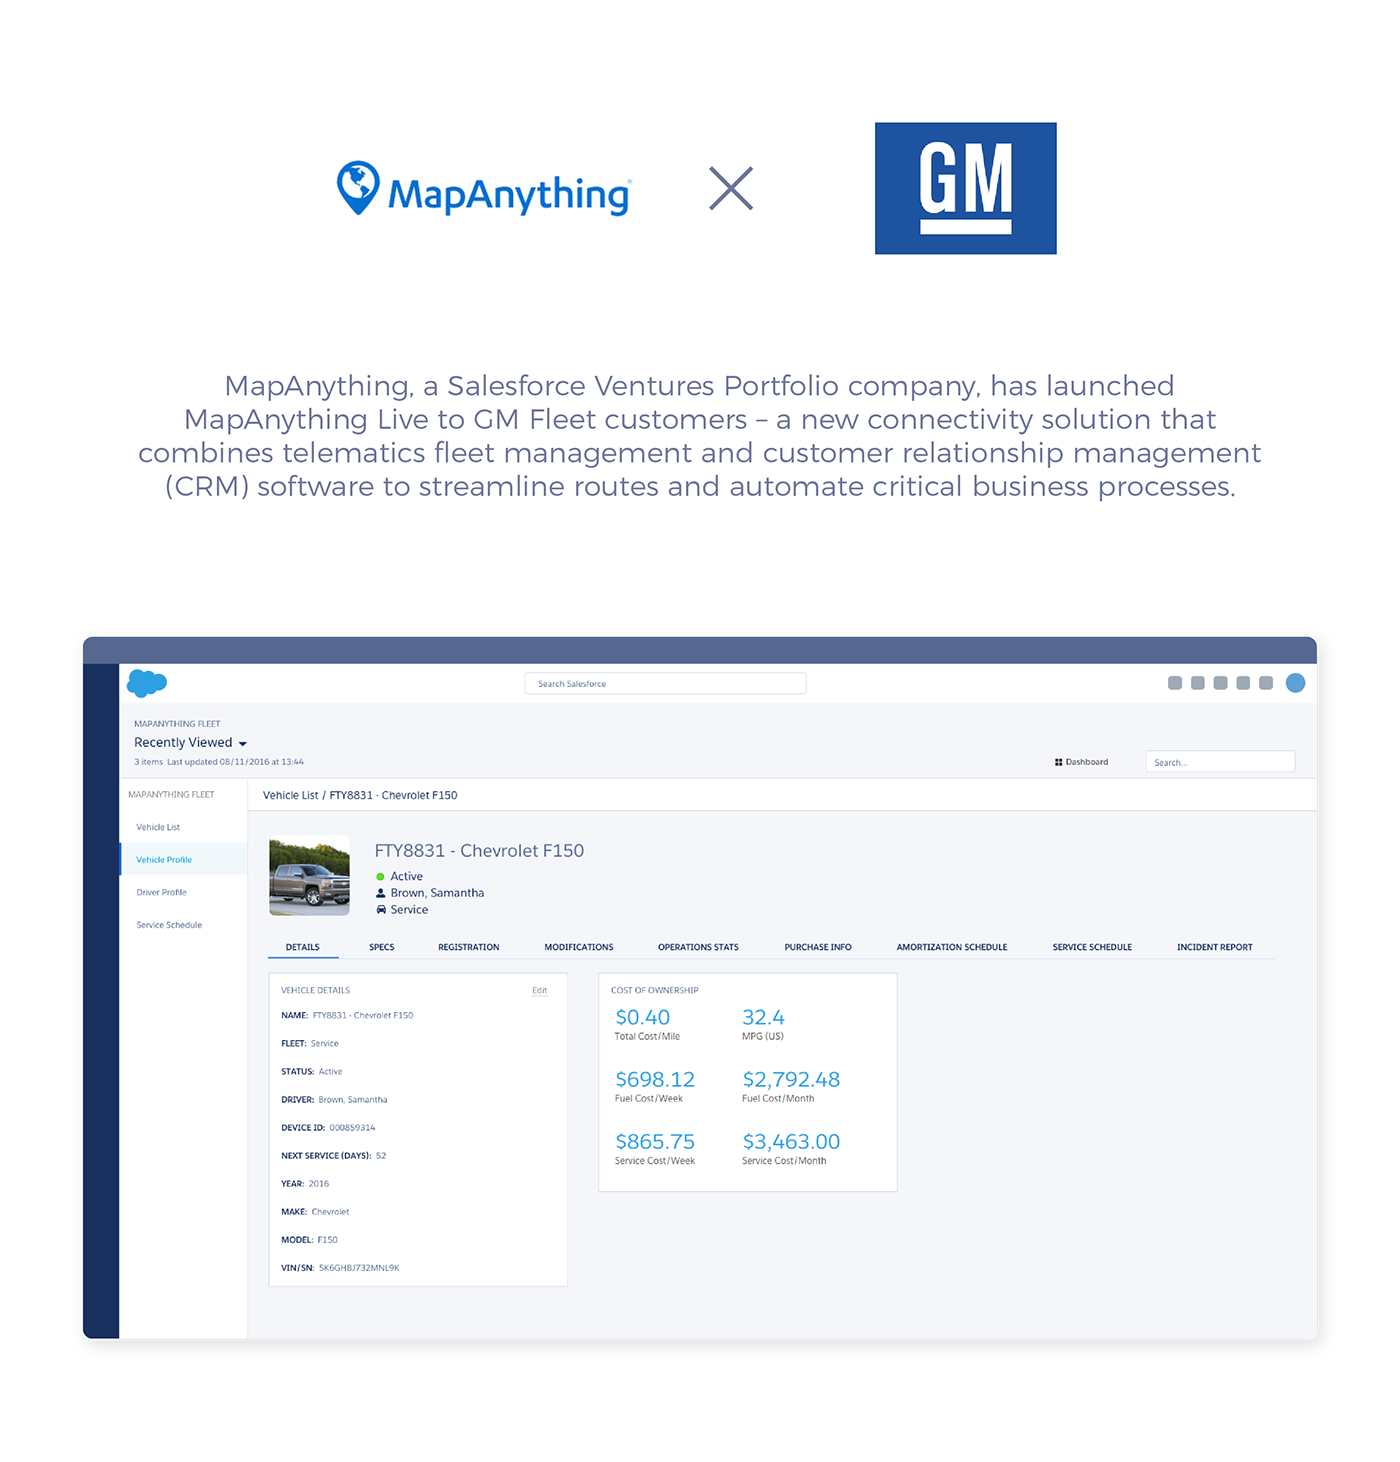 MapAnything
GM
MapAnything, a Salesforce Ventures Portfolio company, has launched
MapAnything Live to GM Fleet customers – a new connectivity solution that
combines telematics fleet management and customer relationship management
(CRM) software to streamline routes and automate critical business processes.
Search Salesforce
MAPANYTHING FLEET
Recently Viewed
3 items Last updated 08/11/2016 at 13:44
Dashboard
Search...
MAPANYTHING FLEET
Vehicle List
Vehicle Profile
Driver Profile
Service Schedule
Vehicle List / FTY8831 - Chevrolet F150
FTY8831 - Chevrolet F150
Active
Brown, Samantha
Service
DETAILS SPECS REGISTRATION MODIFICATIONS OPERATIONS STATS PURCHASE INFO AMORTIZATION SCHEDULE SERVICE SCHEDULE INCIDENT REPORT
VEHICLE DETAILS Edit
NAME: FTY8831 - Chevrolet F150
FLEET: Service
STATUS: Active
DRIVER: Brown, Samantha
DEVICE ID: 000859314
NEXT SERVICE (DAYS): 52
YEAR: 2016
MAKE: Chevrolet
MODEL: F150
VIN/SN: 5K6GHBJ732MNL9K
COST OF OWNERSHIP
$0.40 32.4
Total Cost/Mile MPG (US)
$698.12 $2,792.48
Fuel Cost/Week Fuel Cost/Month
$865.75 $3,463.00
Service Cost/Week Service Cost/Month